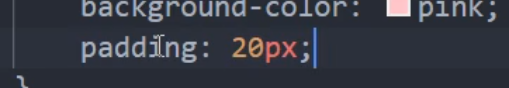 background-color: pink;
padding: 20px;
}